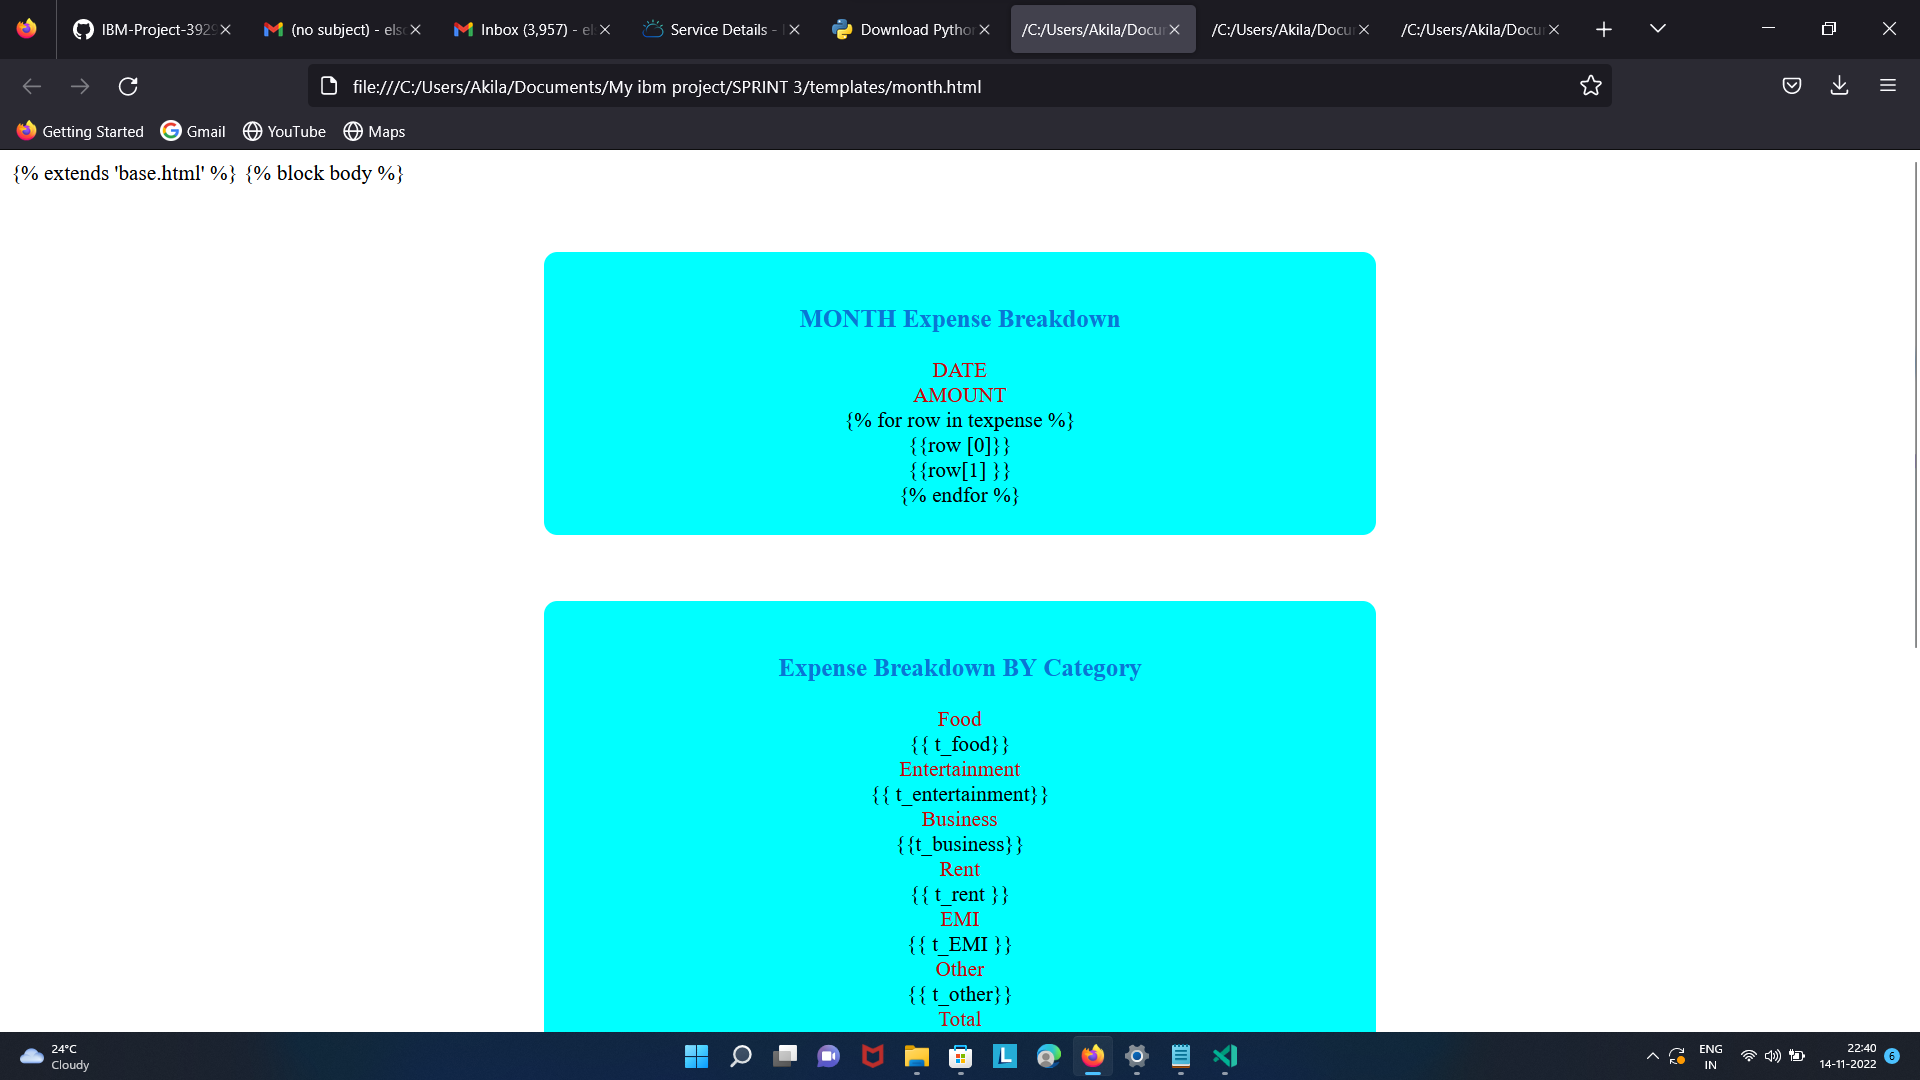 IBM-Project-3929
(no subject) - els
Inbox (3,957) - el
Service Details -
Download Python
/C:/Users/Akila/Docum
/C:/Users/Akila/Docu
/C:/Users/Akila/Docu
file:///C:/Users/Akila/Documents/My ibm project/SPRINT 3/templates/month.html
Getting Started Gmail YouTube Maps
{% extends 'base.html' %} {% block body %}
MONTH Expense Breakdown
DATE
AMOUNT
{% for row in texpense %}
{{row [0]}}
{{row[1] }}
{% endfor %}
Expense Breakdown BY Category
Food
{{ t_food}}
Entertainment
{{ t_entertainment}}
Business
{{t_business}}
Rent
{{ t_rent }}
EMI
{{ t_EMI }}
Other
{{ t_other}}
Total
24°C
Cloudy
L
ENG
IN
22:40
14-11-2022
6